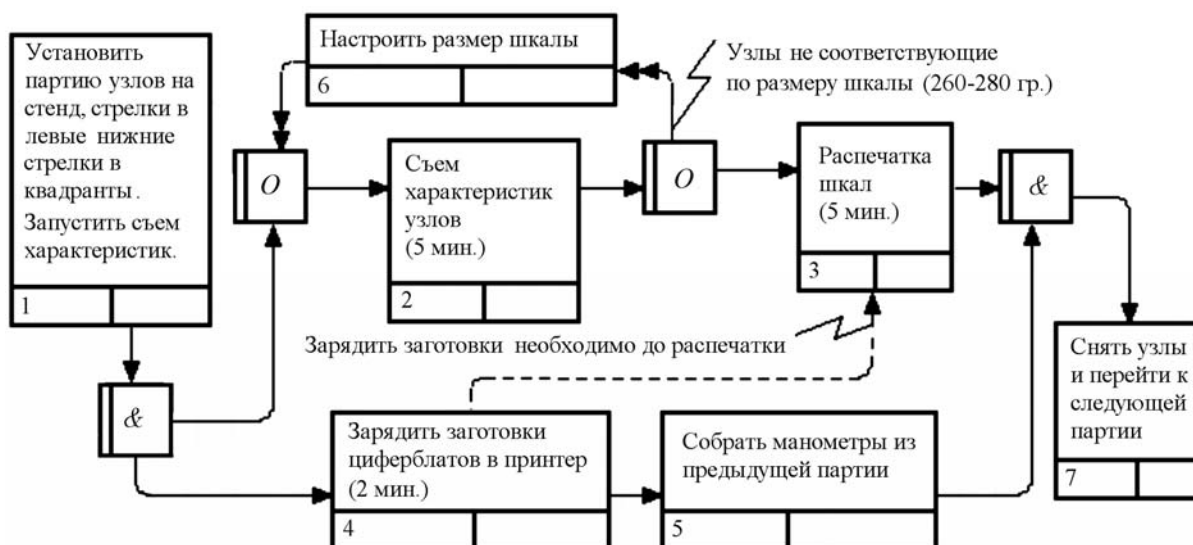 Установить
партию узлов на
стенд, стрелки в
левые нижние
стрелки в
квадранты.
Запустить съем
характеристик.
1
Настроить размер шкалы
6
Узлы не соответствующие
по размеру шкалы (260-280 гр.)
O
Съем
характеристик
узлов
(5 мин.)
2
O
Распечатка
шкал
(5 мин.)
3
&
Зарядить заготовки необходимо до распечатки
Снять узлы
и перейти к
следующей
партии
7
&
Зарядить заготовки
циферблатов в принтер
(2 мин.)
4
Собрать манометры из
предыдущей партии
5